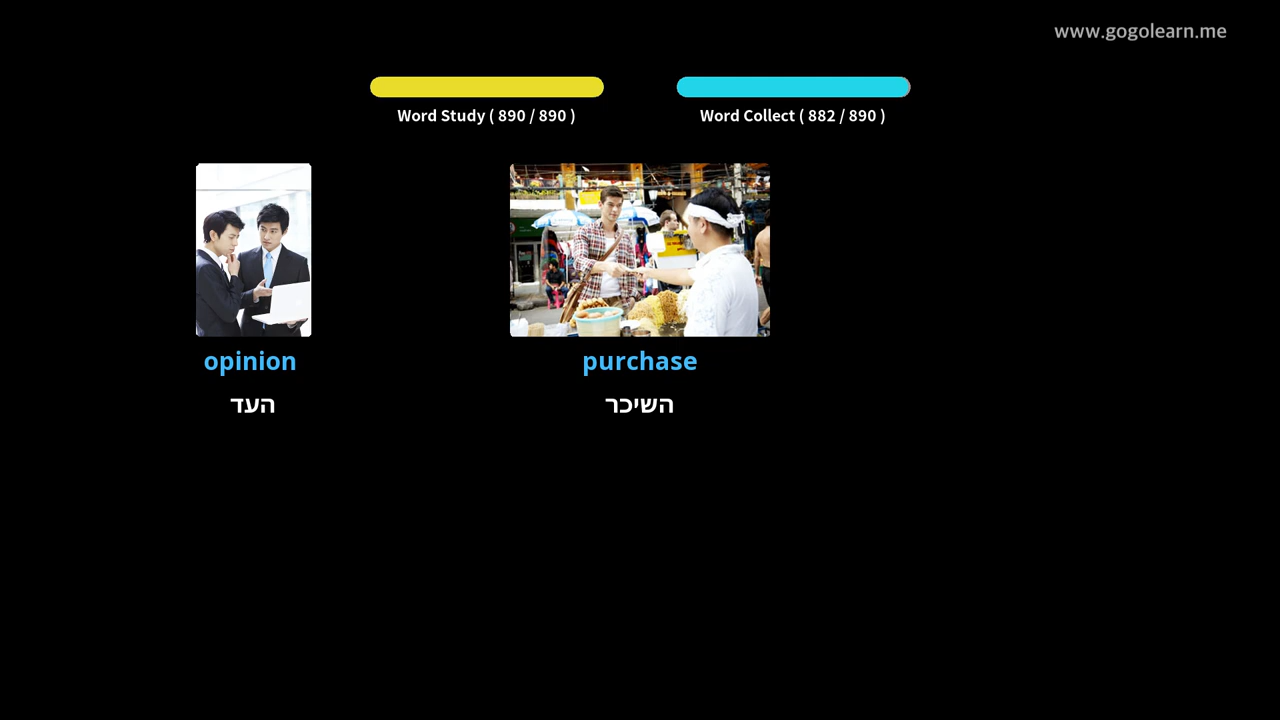 www.gogolearn.me
Word Study ( 890 / 890 )
Word Collect ( 882 / 890 )
opinion
purchase
העד
השיכר